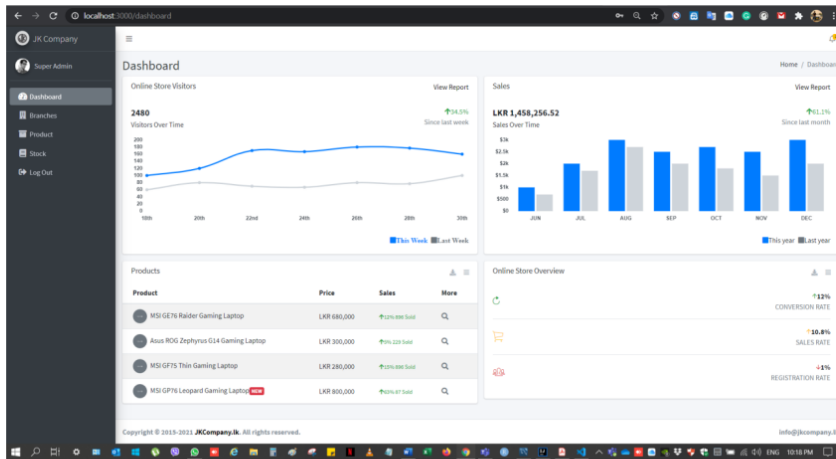 localhost:3000/dashboard
JK Company
Super Admin
Dashboard
Branches
Product
Stock
Log Out
Dashboard
Home / Dashboard
Online Store Visitors
View Report
2480
Visitors Over Time
34.5%
Since last week
200
180
160
140
120
100
80
60
40
20
0
18th 20th 22nd 24th 26th 28th 30th
This Week Last Week
Sales
View Report
LKR 1,458,256.52
Sales Over Time
61.1%
Since last month
$3k
$2.5k
$2k
$1.5k
$1k
$500
$0
JUN JUL AUG SEP OCT NOV DEC
This year Last year
Products
Product Price Sales More
MSI GE76 Raider Gaming Laptop LKR 680,000 Sold
Asus ROG Zephyrus G14 Gaming Laptop LKR 300,000 Sold
MSI GF75 Thin Gaming Laptop LKR 280,000 Sold
MSI GP76 Leopard Gaming Laptop NEW LKR 800,000 Sold
Online Store Overview
12%
CONVERSION RATE
10.8%
SALES RATE
1%
REGISTRATION RATE
Copyright © 2015-2021 JKCompany.lk. All rights reserved.
info@jkcompany.l
ENG 10:18 PM